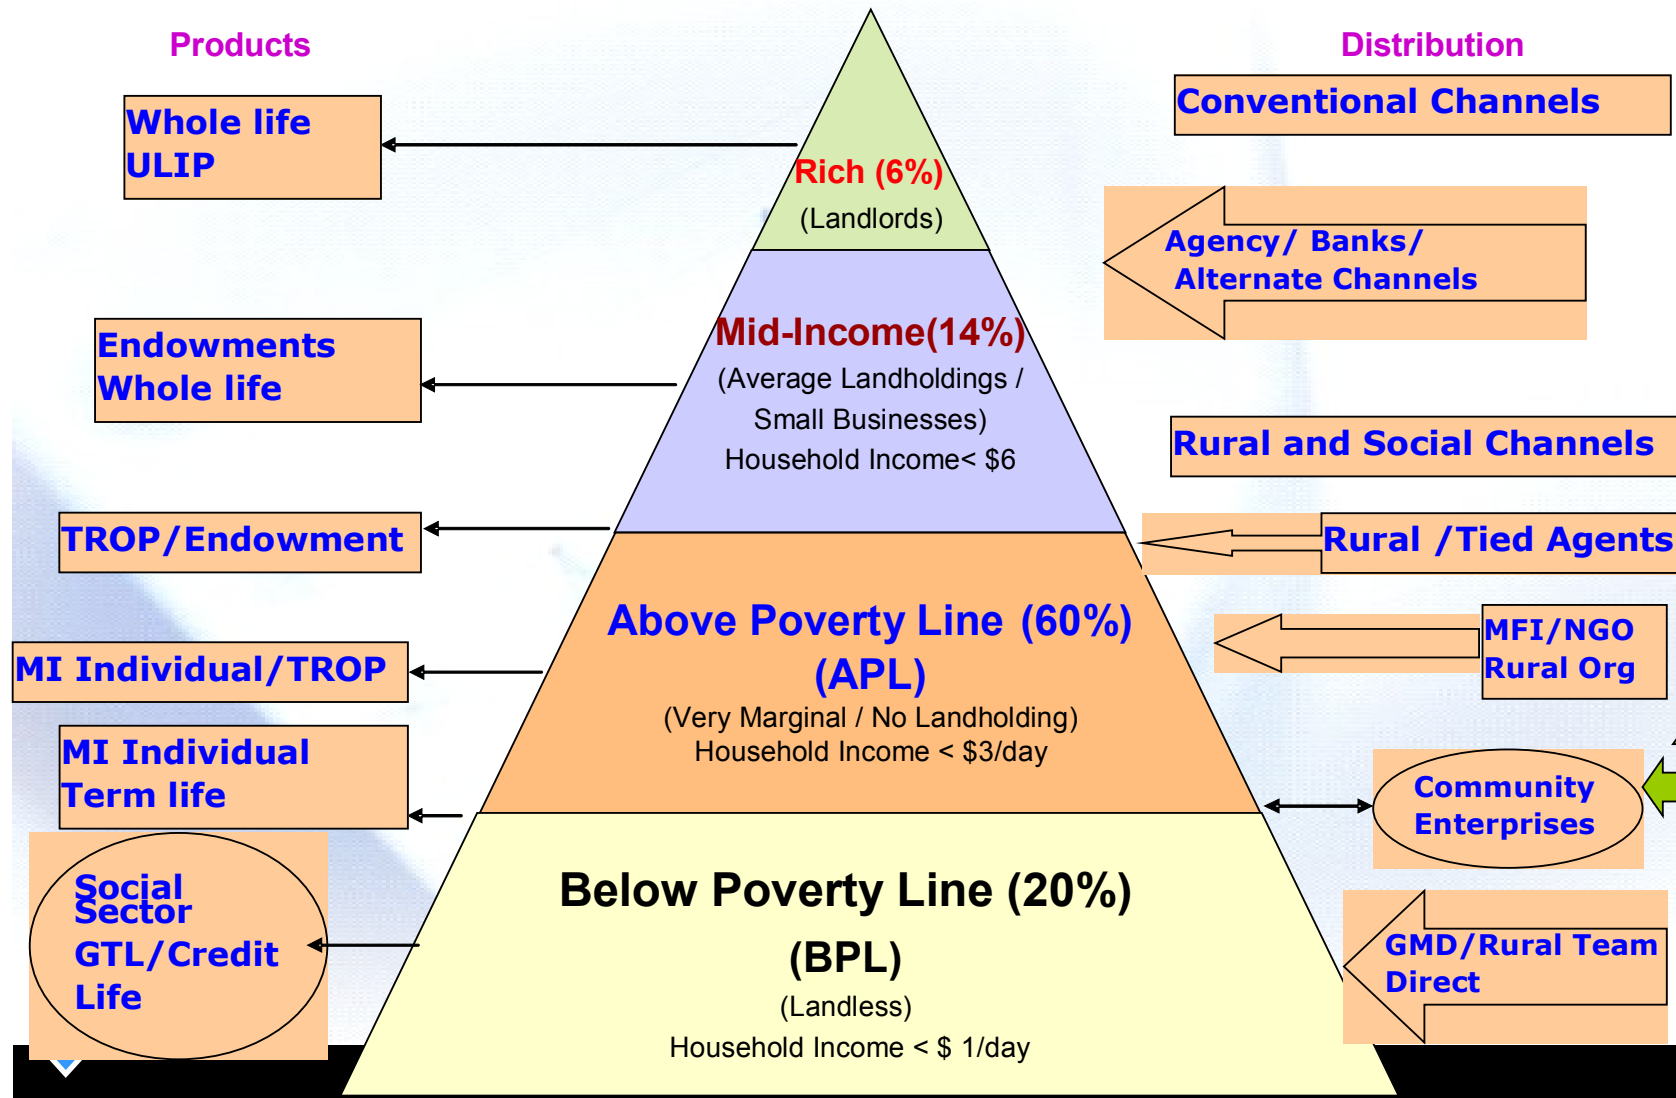 Products
Distribution
Whole life
ULIP
Conventional Channels
Rich (6%)
(Landlords)
Agency/ Banks/
Alternate Channels
Endowments
Whole life
Mid-Income(14%)
(Average Landholdings /
Small Businesses)
Household Income< $6
Rural and Social Channels
TROP/Endowment
Rural /Tied Agents
Above Poverty Line (60%)
(APL)
(Very Marginal / No Landholding)
Household Income < $3/day
MI Individual/TROP
MFI/NGO
Rural Org
MI Individual
Term life
Community
Enterprises
Social
Sector
GTL/Credit
Life
Below Poverty Line (20%)
(BPL)
(Landless)
Household Income < $ 1/day
GMD/Rural Team
Direct